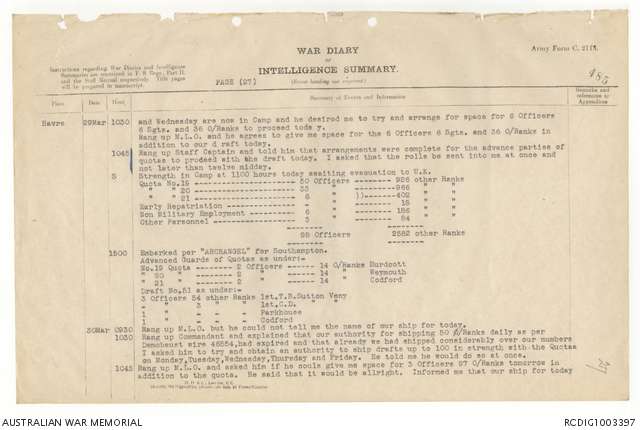 WAR DIARY
or
INTELLIGENCE SUMMARY.
(Erase heading not required)
Army Form C. 2118.
Instructions regarding War Diaries and Intelligence
Summaries are contained in F. S. Regs., Part II.
and the Staff Manual respectively. Title pages
will be prepared in manuscript.
PAGE (27)
Place Date Hour Summary of Events and Information Remarks and references to Appendices
Havre 29Mar 1030 and Wednesday are now in Camp and he desired me to try and arrange for space for 6 Officers
6 Sgts. and 36 O/Ranks to proceed today.
Rang up M.L.O. and he agrees to give me space for the 6 Officers 6 Sgts. and 36 O/Ranks in
addition to our draft today.
1045 Rang up Staff Captain and told him that arrangements were complete for the advance parties of
quotas to proceed with the draft today. I asked that the rolls be sent into me at once and
not later than twelve midday.
S Strength in Camp at 1100 hours today awaiting evacuation to U.K.
Quota No.19 ---------- 50 Officers ------ 926 other Ranks
" " 20 ---------- 33 " ------ 966 " "
" " 21 ---------- 6 " ))----402 " "
Early Repatriation ---------- " ------ 18 " "
Non Military Employment ------ 6 " ------ 186 " "
Other Personnel ---------- 3 " ------ 84 " "
98 Officers 2582 other Ranks
1500 Embarked per "ARCHANGEL" for Southampton.
Advanced Guards of Quotas as under:-
No.19 Quota ------ 2 Officers ------ 14 O/Ranks Hurdcott
" 20 " ------ 2 " ------ 14 " Weymouth
" 21 " ------ 2 " ------ 14 " Codford
Draft No.51 as under:-
3 Officers 54 other Ranks 1st.T.B.Sutton Veny
- " 3 " " 1st.C.D. "
1 " - " " Parkhouse
1 " - " " Codford
30Mar 0930 Rang up M.L.O. but he could not tell me the name of our ship for today.
1030 Rang up Commandant and explained that our authority for shipping 50 O/Ranks daily as per
Demobaust wire 46854, had expired and that already we had shipped considerably over our numbers
I asked him to try and obtain an authority to ship drafts up to 100 in strength with the Quotas
on Monday,Tuesday,Wednesday,Thursday and Friday. He told me he would do so at once.
1045 Rang up M.L.O. and asked him if he could give me space for 3 Officers 97 O/Ranks tomorrow in
addition to the quota. He said that it would be allright. Informed me that our ship for today
AUSTRALIAN WAR MEMORIAL
RCDIG1003397